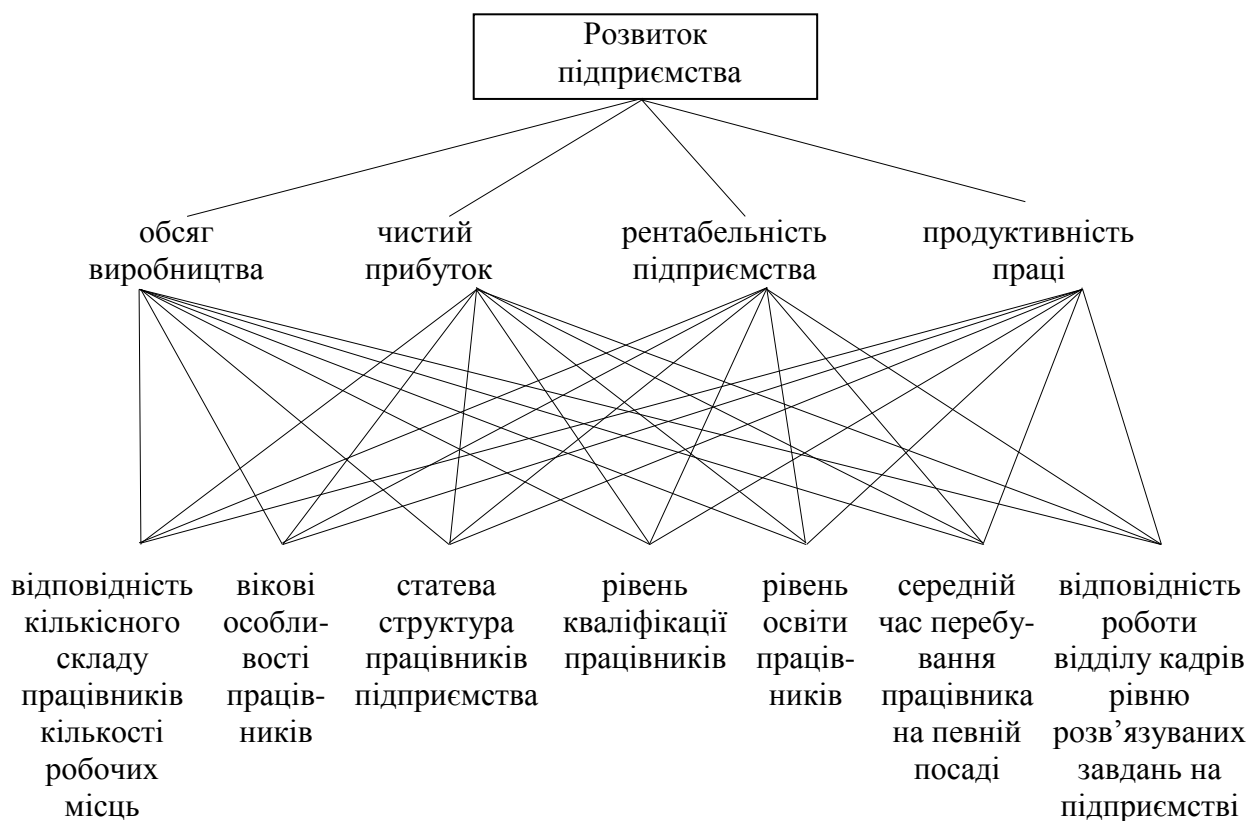 Розвиток
підприємства
обсяг
виробництва
чистий
прибуток
рентабельність
підприємства
продуктивність
праці
відповідність
кількісного
складу
працівників
кількості
робочих
місць
вікові
особли-
вості
праців-
ників
статева
структура
працівників
підприємства
рівень
кваліфікації
працівників
рівень
освіти
праців-
ників
середній
час перебу-
вання
працівника
на певній
посаді
відповідність
роботи
відділу кадрів
рівню
розв’язуваних
завдань на
підприємстві